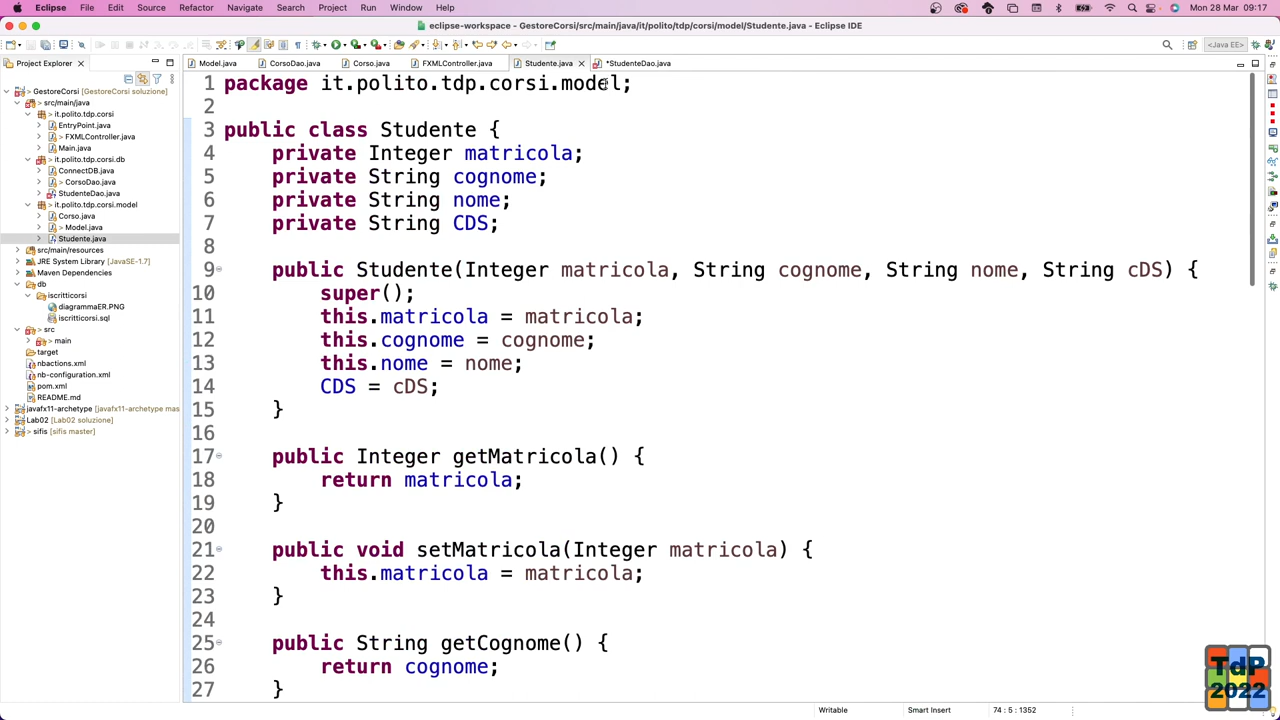 Eclipse File Edit Source Refactor Navigate Search Project Run Window Help Mon 28 Mar 09:17
eclipse-workspace - GestoreCorsi/src/main/java/it/polito/tdp/corsi/model/Studente.java - Eclipse IDE
<Java EE>
Project Explorer
Model.java CorsoDao.java Corso.java FXMLController.java Studente.java *StudenteDao.java
GestoreCorsi [GestoreCorsi soluzione]
src/main/java
it.polito.tdp.corsi
EntryPoint.java
> FXMLController.java
Main.java
it.polito.tdp.corsi.db
ConnectDB.java
> CorsoDao.java
StudenteDao.java
it.polito.tdp.corsi.model
Corso.java
> Model.java
Studente.java
src/main/resources
JRE System Library [JavaSE-1.7]
Maven Dependencies
db
iscritticorsi
diagrammaER.PNG
iscritticorsi.sql
src
main
target
nbactions.xml
nb-configuration.xml
pom.xml
README.md
javafx11-archetype [javafx11-archetype mas
Lab02 [Lab02 soluzione]
> sifis [sifis master]
1 package it.polito.tdp.corsi.model;
2
3 public class Studente {
4 private Integer matricola;
5 private String cognome;
6 private String nome;
7 private String CDS;
8
9 public Studente(Integer matricola, String cognome, String nome, String cDS) {
10 super();
11 this.matricola = matricola;
12 this.cognome = cognome;
13 this.nome = nome;
14 CDS = cDS;
15 }
16
17 public Integer getMatricola() {
18 return matricola;
19 }
20
21 public void setMatricola(Integer matricola) {
22 this.matricola = matricola;
23 }
24
25 public String getCognome() {
26 return cognome;
27 }
Writable Smart Insert 74 : 5 : 1352
TdP
2022